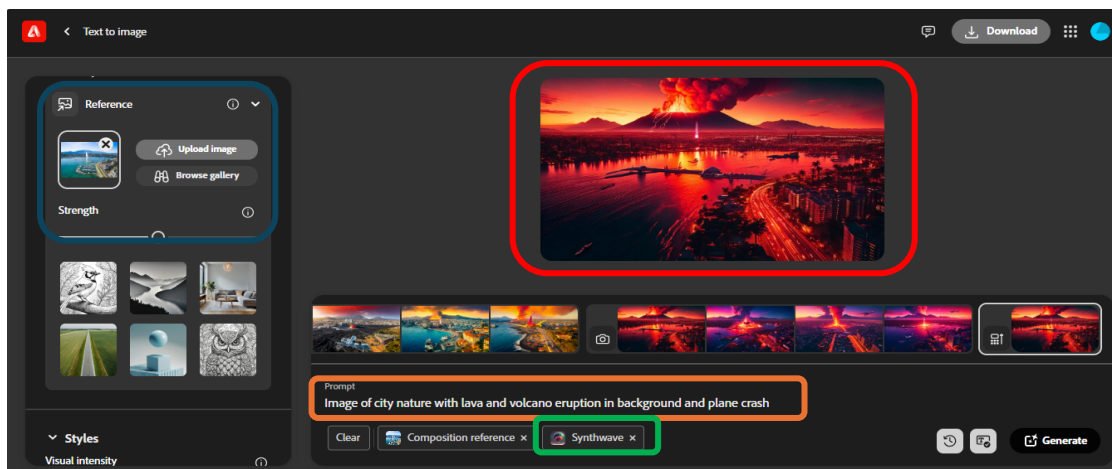 Text to image
Download
Reference
Upload image
Browse gallery
Strength
Styles
Visual intensity
Prompt
Image of city nature with lava and volcano eruption in background and plane crash
Clear
Composition reference ×
Synthwave ×
Generate